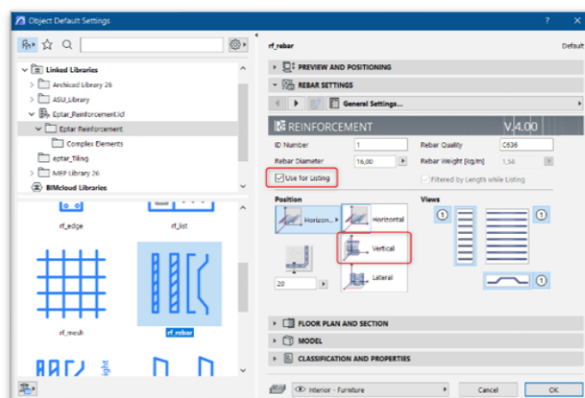 Object Default Settings
? ×
rf_rebar
Default
PREVIEW AND POSITIONING
REBAR SETTINGS
General Settings...
REINFORCEMENT V.4.00
ID Number 1
Rebar Quality C636
Rebar Diameter 16,00
Rebar Weight [kg/m] 1,58
Use for Listing
Filtered by Length while Listing
Position
Views
Horizon...
Horizontal
Vertical
Lateral
20
1
1
1
FLOOR PLAN AND SECTION
MODEL
CLASSIFICATION AND PROPERTIES
Interior - Furniture
Cancel
OK
Linked Libraries
Archicad Library 26
ASU_Library
Eptar_Reinforcement.lcf
Eptar Reinforcement
Complex Elements
eptar_Tiling
MEP Library 26
BIMcloud Libraries
rf_edge
rf_list
rf_mesh
rf_rebar